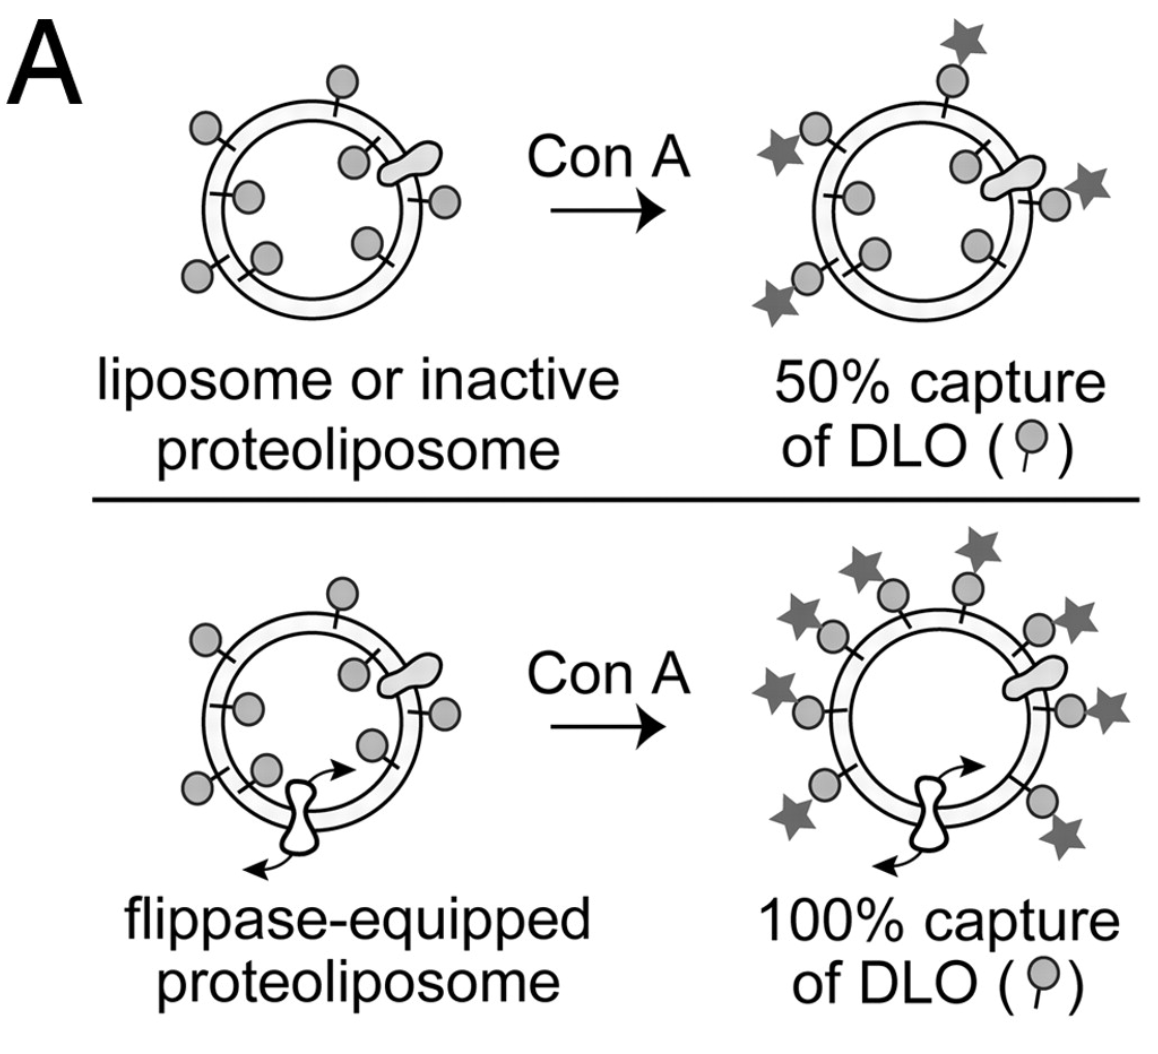 A
Con A
liposome or inactive
proteoliposome
50% capture
of DLO ( )
Con A
flippase-equipped
proteoliposome
100% capture
of DLO ( )